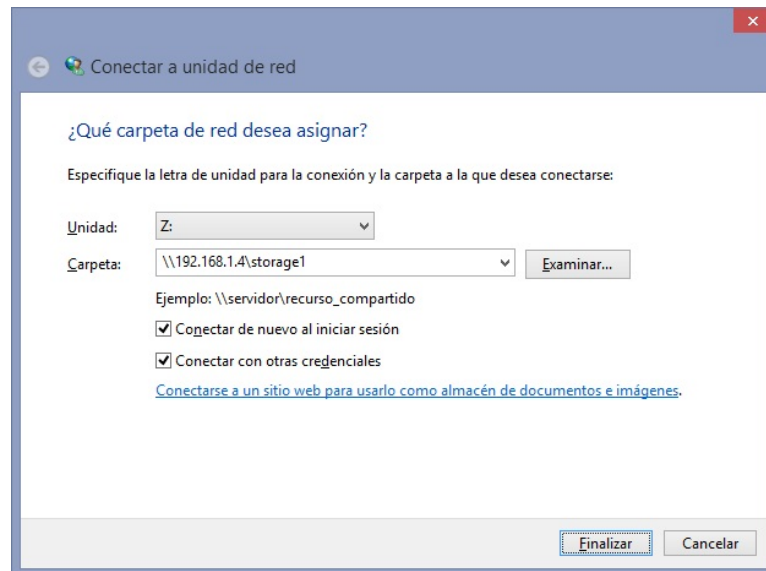 Conectar a unidad de red
¿Qué carpeta de red desea asignar?
Especifique la letra de unidad para la conexión y la carpeta a la que desea conectarse:
Unidad: Z:
Carpeta: \\192.168.1.4\storage1 Examinar...
Ejemplo: \\servidor\recurso_compartido
Conectar de nuevo al iniciar sesión
Conectar con otras credenciales
Conectarse a un sitio web para usarlo como almacén de documentos e imágenes.
Finalizar Cancelar